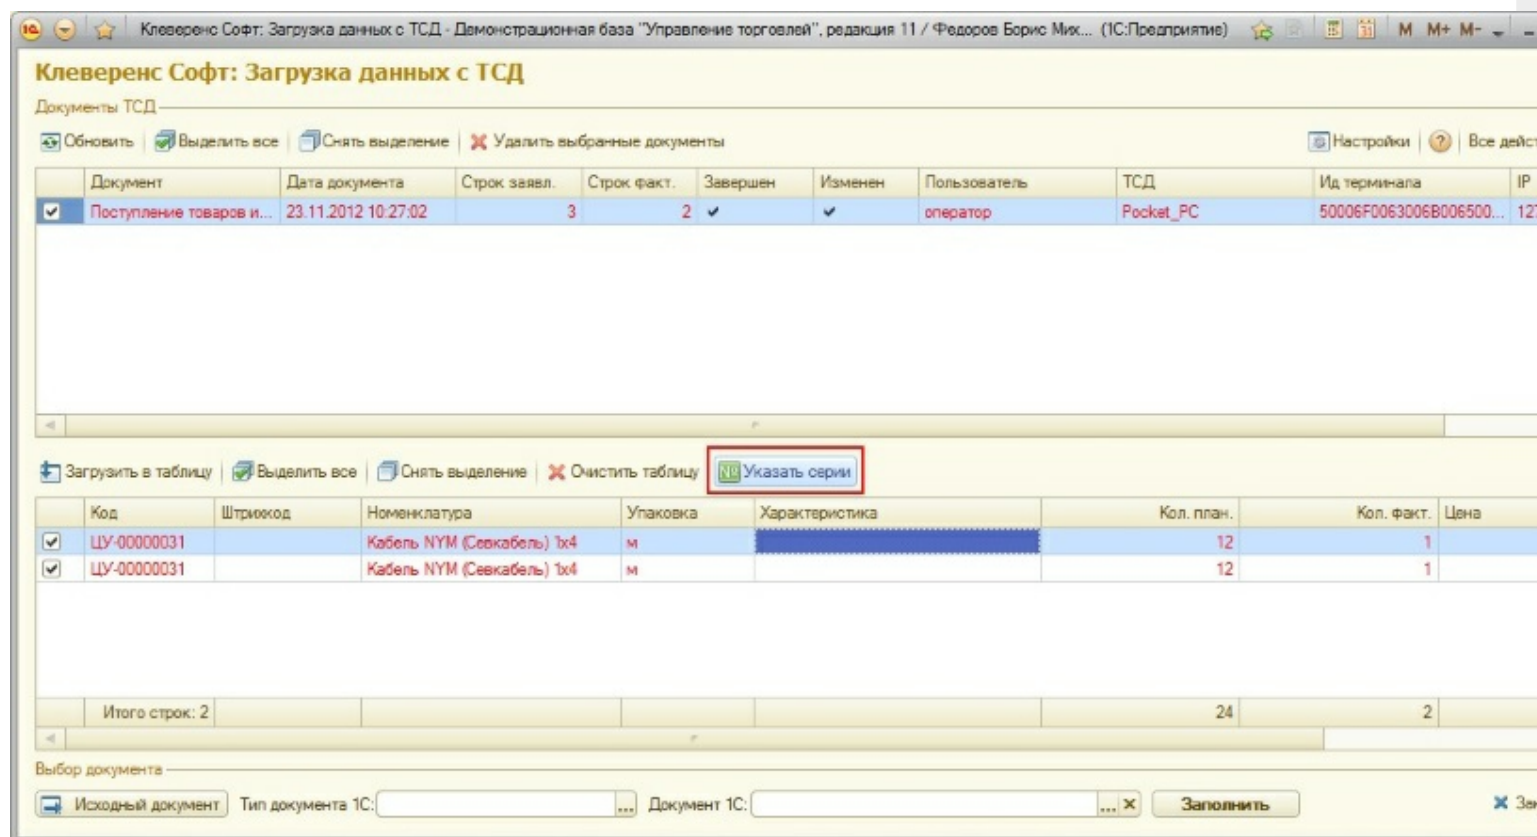 Клеверенс Софт: Загрузка данных с ТСД - Демонстрационная база "Управление торговлей", редакция 11 / Федоров Борис Мих... (1С:Предприятие) M M+ M-
Клеверенс Софт: Загрузка данных с ТСД
Документы ТСД
Обновить Выделить все Снять выделение Удалить выбранные документы Настройки ? Все дейст
Документ Дата документа Строк заявл. Строк факт. Завершен Изменен Пользователь ТСД Ид терминала IP
Поступление товаров и... 23.11.2012 10:27:02 3 2 оператор Pocket_PC 50006F0063006B006500... 127
Загрузить в таблицу Выделить все Снять выделение Очистить таблицу № Указать серии
Код Штрихкод Номенклатура Упаковка Характеристика Кол. план. Кол. факт. Цена
ЦУ-00000031 Кабель NYM (Севкабель) 1x4 м 12 1
ЦУ-00000031 Кабель NYM (Севкабель) 1x4 м 12 1
Итого строк: 2 24 2
Выбор документа
Исходный документ Тип документа 1С: ... Документ 1С: ... x Заполнить Зак